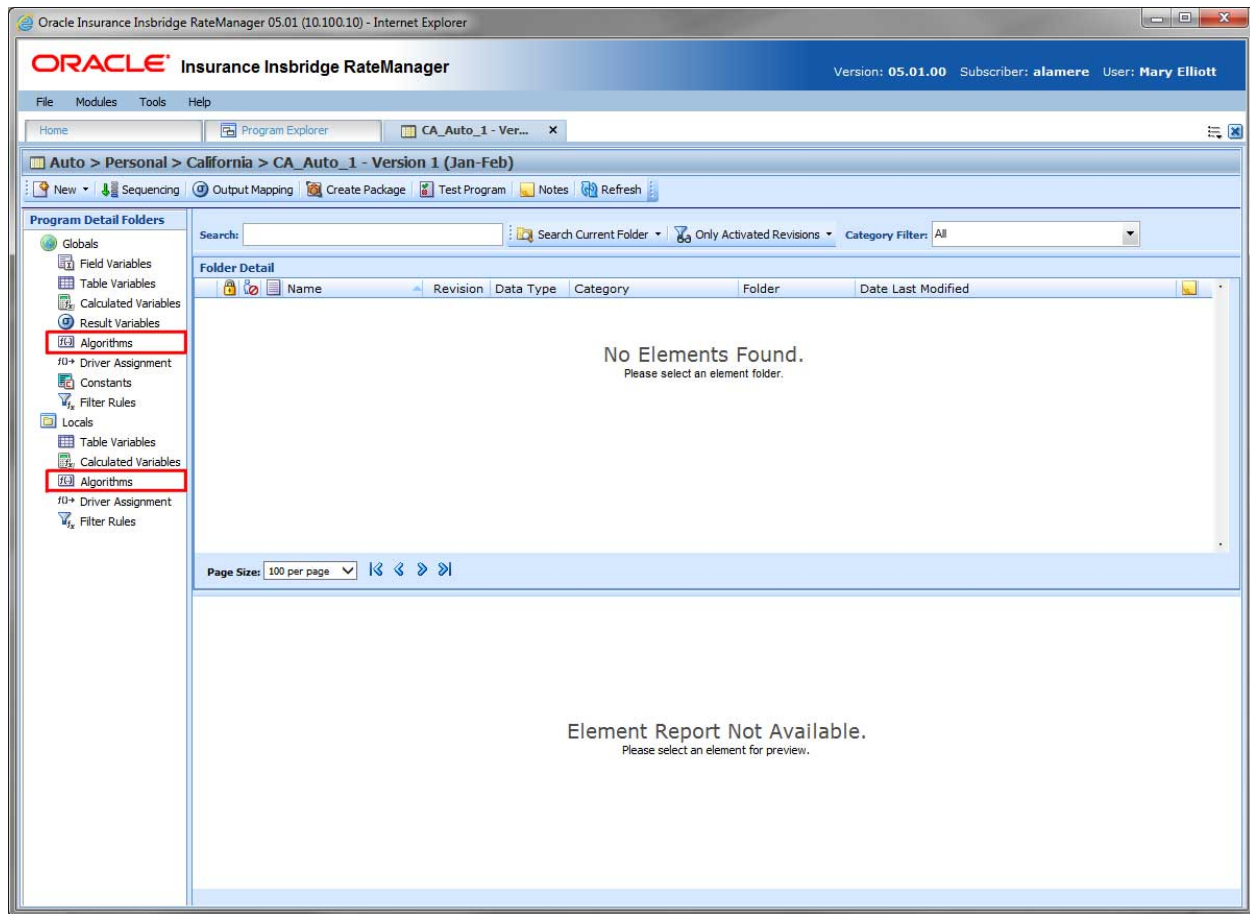 Oracle Insurance Insbridge RateManager 05.01 (10.100.10) - Internet Explorer
ORACLE Insurance Insbridge RateManager
Version: 05.01.00 Subscriber: alamere User: Mary Elliott
File Modules Tools Help
Home Program Explorer CA_Auto_1 - Ver...
Auto > Personal > California > CA_Auto_1 - Version 1 (Jan-Feb)
New Sequencing Output Mapping Create Package Test Program Notes Refresh
Program Detail Folders
Globals
Field Variables
Table Variables
Calculated Variables
Result Variables
Algorithms
Driver Assignment
Constants
Filter Rules
Locals
Table Variables
Calculated Variables
Algorithms
Driver Assignment
Filter Rules
Search: Search Current Folder Only Activated Revisions Category Filter: All
Folder Detail
Name Revision Data Type Category Folder Date Last Modified
No Elements Found.
Please select an element folder.
Page Size: 100 per page
Element Report Not Available.
Please select an element for preview.